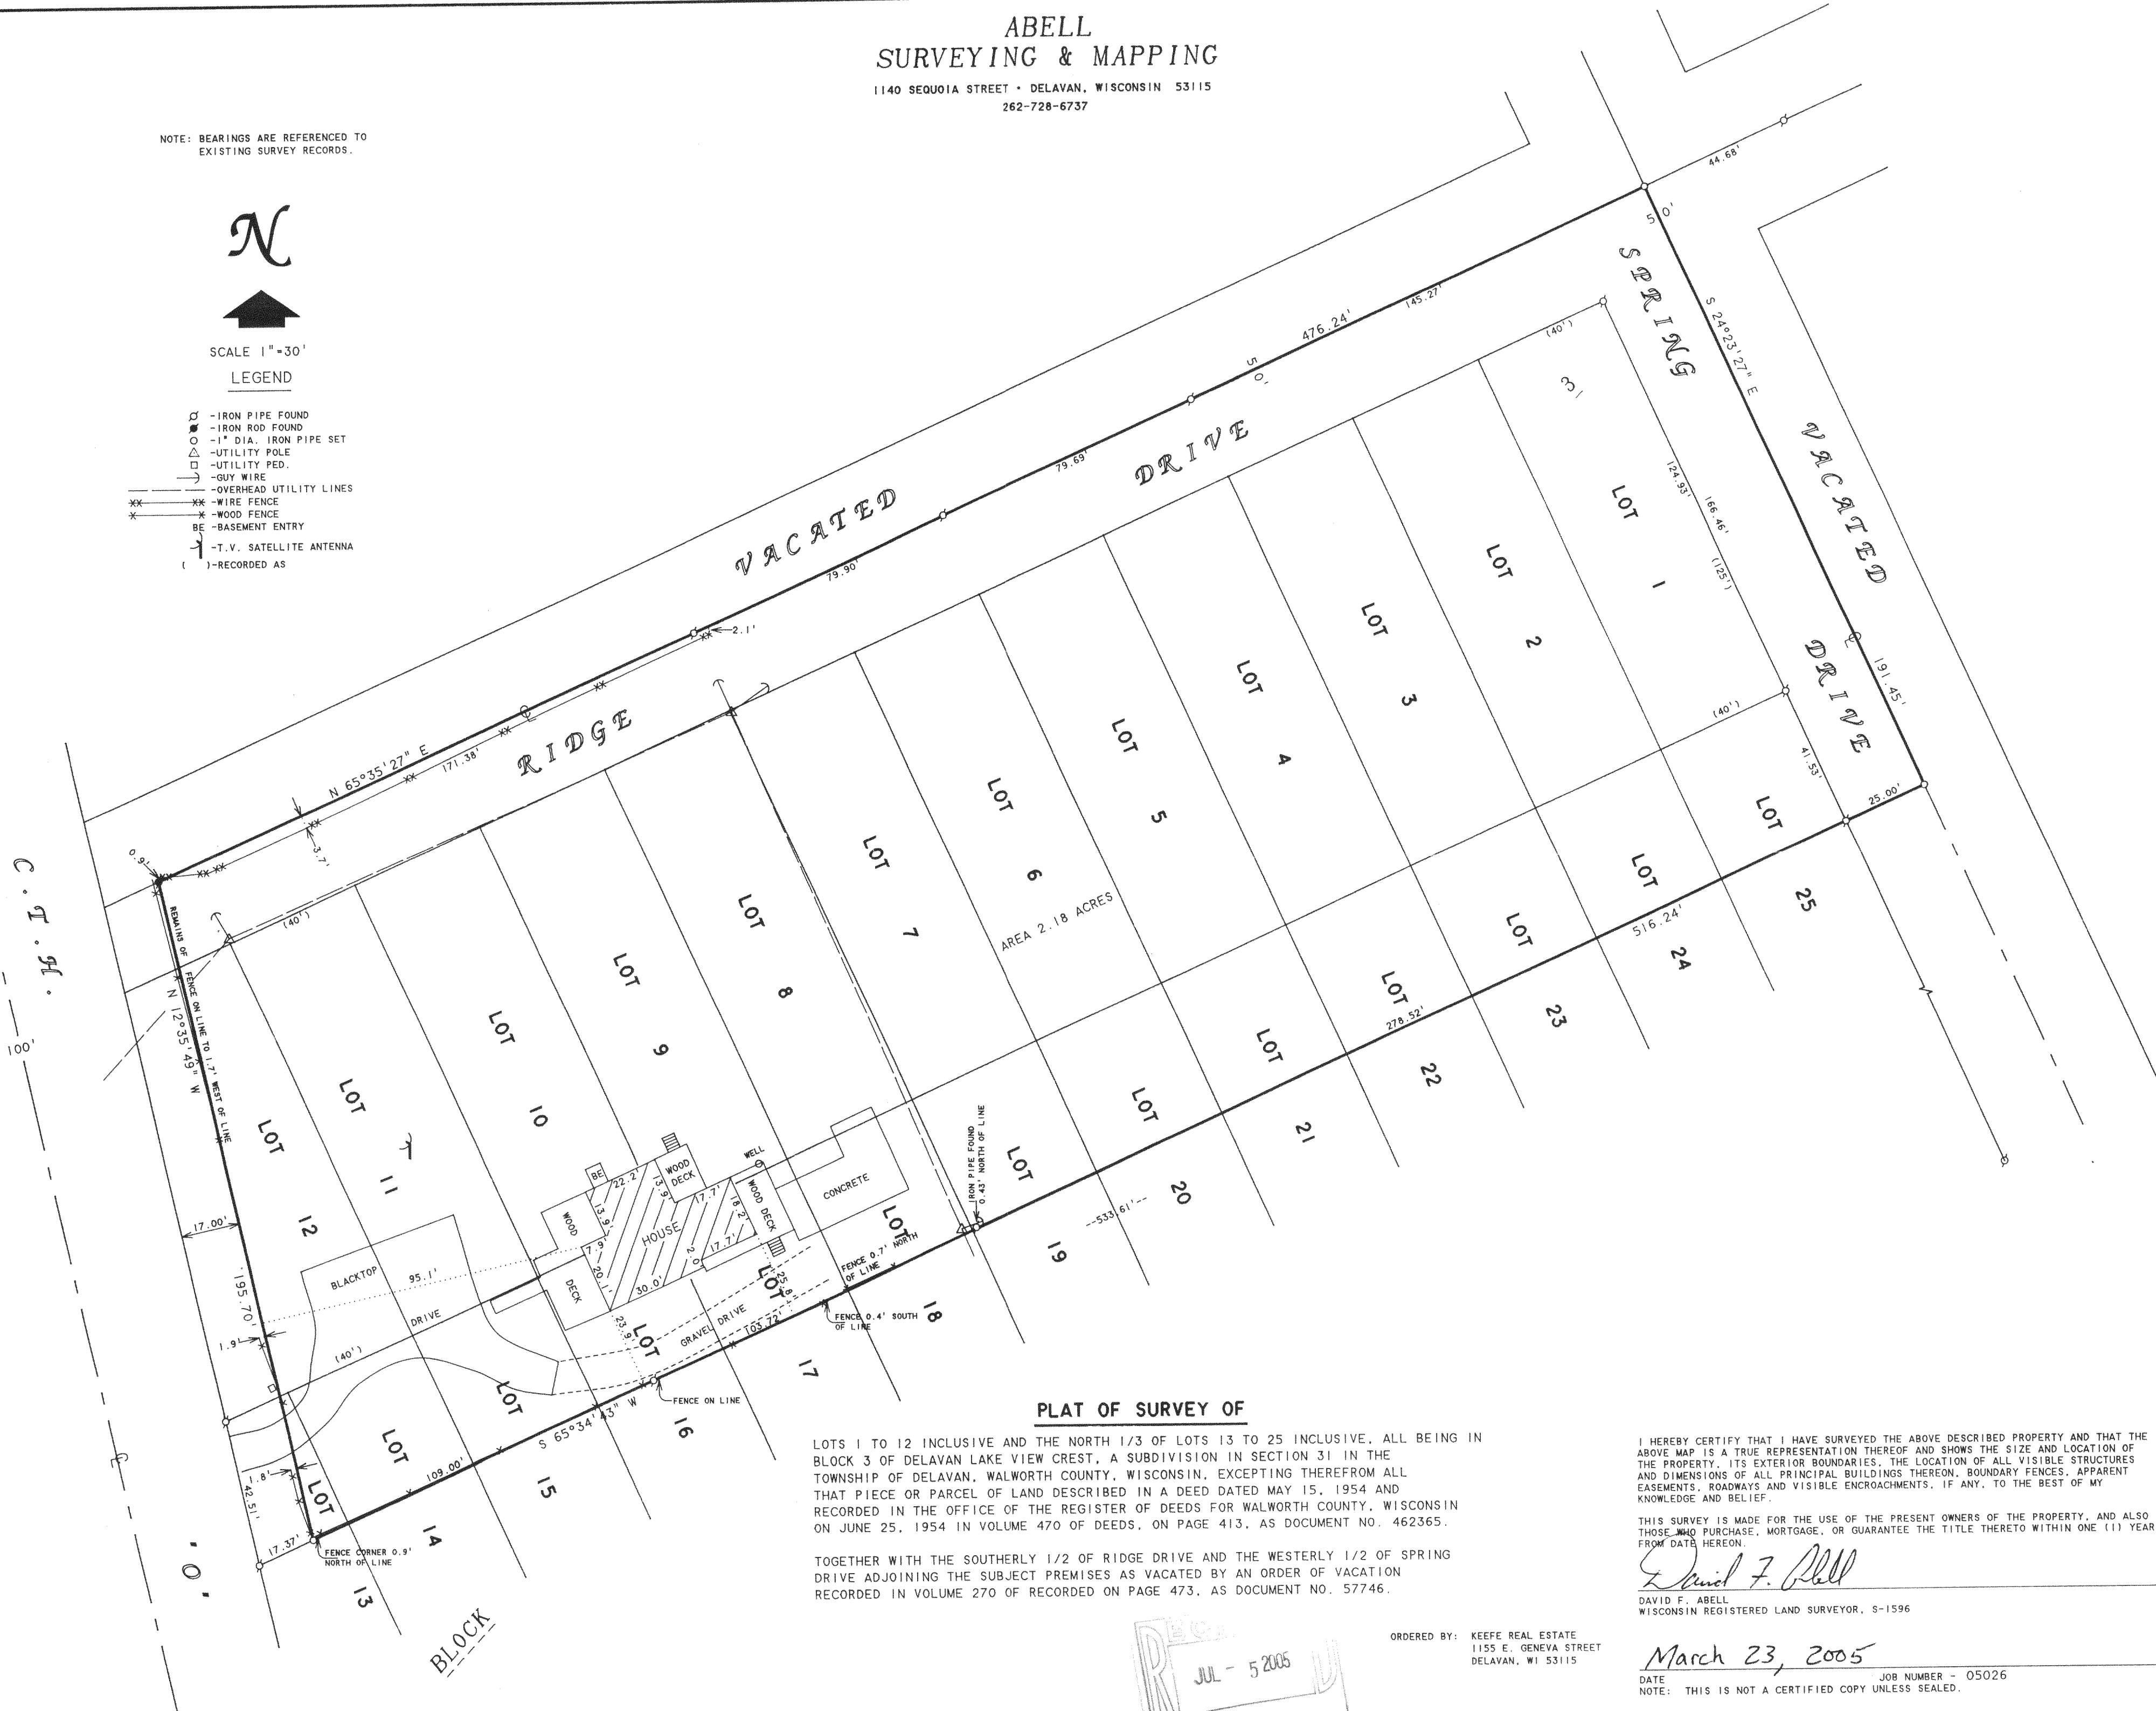 ABELL
SURVEYING & MAPPING
1140 SEQUOIA STREET • DELAVAN, WISCONSIN 53115
262-728-6737
NOTE: BEARINGS ARE REFERENCED TO
EXISTING SURVEY RECORDS.
N
SCALE 1"=30'
LEGEND
-IRON PIPE FOUND
-IRON ROD FOUND
-1" DIA. IRON PIPE SET
-UTILITY POLE
-UTILITY PED.
-GUY WIRE
-OVERHEAD UTILITY LINES
XX XX -WIRE FENCE
X X -WOOD FENCE
BE -BASEMENT ENTRY
-T.V. SATELLITE ANTENNA
( )-RECORDED AS
44.68'
50'
SPRING
S 24°23'27" E
VACATED
DRIVE
191.45'
476.24'
145.27'
50'
79.69'
79.90'
VACATED
DRIVE
RIDGE
2.1'
N 65°35'27" E
171.38'
3.7'
0.9'
(40')
(40')
31
124.93'
166.46'
(125')
(40')
41.53'
25.00'
LOT 1
LOT 2
LOT 3
LOT 4
LOT 5
LOT 6
LOT 7
LOT 8
LOT 9
LOT 10
LOT 11
LOT 12
AREA 2.18 ACRES
LOT 25
LOT 24
LOT 23
LOT 22
LOT 21
LOT 20
LOT 19
LOT 18
LOT 17
LOT 16
LOT 15
LOT 14
LOT 13
516.24'
278.52'
--533.61'--
IRON PIPE FOUND
0.43' NORTH OF LINE
C.T.H.
100'
"O"
REMAINS OF FENCE ON LINE TO 1.7' WEST OF LINE
N 12°35'49" W
17.00'
195.70'
1.9'
1.8'
42.51'
17.37'
BLACKTOP
95.1'
DRIVE
(40')
BE
22.2'
13.9'
WOOD
DECK
13.9'
WOOD
DECK
7.9'
20.1'
HOUSE
17.7'
18.2'
17.7'
2.0'
30.0'
WELL
WOOD DECK
CONCRETE
25.8'
23.9'
GRAVEL DRIVE
103.72'
FENCE 0.7' NORTH
OF LINE
FENCE 0.4' SOUTH
OF LINE
FENCE ON LINE
S 65°34'43" W
109.00'
FENCE CORNER 0.9'
NORTH OF LINE
BLOCK
PLAT OF SURVEY OF
LOTS 1 TO 12 INCLUSIVE AND THE NORTH 1/3 OF LOTS 13 TO 25 INCLUSIVE, ALL BEING IN
BLOCK 3 OF DELAVAN LAKE VIEW CREST, A SUBDIVISION IN SECTION 31 IN THE
TOWNSHIP OF DELAVAN, WALWORTH COUNTY, WISCONSIN, EXCEPTING THEREFROM ALL
THAT PIECE OR PARCEL OF LAND DESCRIBED IN A DEED DATED MAY 15, 1954 AND
RECORDED IN THE OFFICE OF THE REGISTER OF DEEDS FOR WALWORTH COUNTY, WISCONSIN
ON JUNE 25, 1954 IN VOLUME 470 OF DEEDS, ON PAGE 413, AS DOCUMENT NO. 462365.
TOGETHER WITH THE SOUTHERLY 1/2 OF RIDGE DRIVE AND THE WESTERLY 1/2 OF SPRING
DRIVE ADJOINING THE SUBJECT PREMISES AS VACATED BY AN ORDER OF VACATION
RECORDED IN VOLUME 270 OF RECORDED ON PAGE 473, AS DOCUMENT NO. 57746.
JUL - 5 2005
ORDERED BY: KEEFE REAL ESTATE
1155 E. GENEVA STREET
DELAVAN, WI 53115
I HEREBY CERTIFY THAT I HAVE SURVEYED THE ABOVE DESCRIBED PROPERTY AND THAT THE
ABOVE MAP IS A TRUE REPRESENTATION THEREOF AND SHOWS THE SIZE AND LOCATION OF
THE PROPERTY, ITS EXTERIOR BOUNDARIES, THE LOCATION OF ALL VISIBLE STRUCTURES
AND DIMENSIONS OF ALL PRINCIPAL BUILDINGS THEREON, BOUNDARY FENCES, APPARENT
EASEMENTS, ROADWAYS AND VISIBLE ENCROACHMENTS, IF ANY, TO THE BEST OF MY
KNOWLEDGE AND BELIEF.
THIS SURVEY IS MADE FOR THE USE OF THE PRESENT OWNERS OF THE PROPERTY, AND ALSO
THOSE WHO PURCHASE, MORTGAGE, OR GUARANTEE THE TITLE THERETO WITHIN ONE (1) YEAR
FROM DATE HEREON.
David F. Abell
DAVID F. ABELL
WISCONSIN REGISTERED LAND SURVEYOR, S-1596
March 23, 2005
DATE
JOB NUMBER - 05026
NOTE: THIS IS NOT A CERTIFIED COPY UNLESS SEALED.